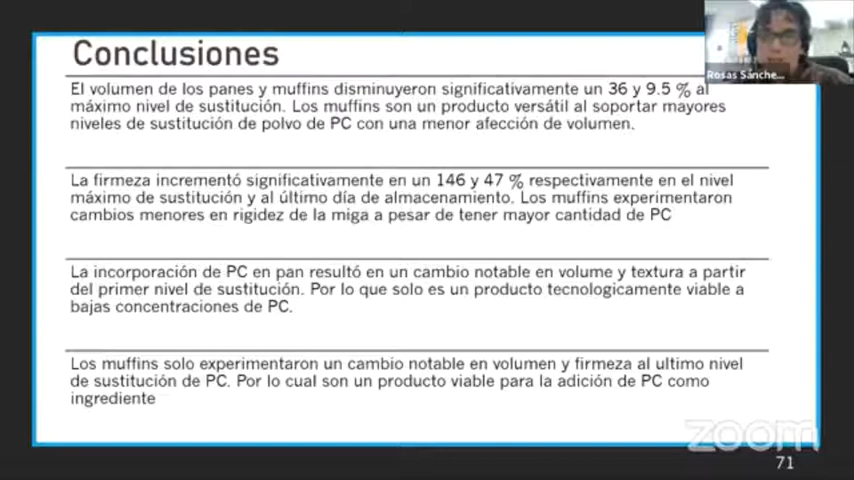 Conclusiones
El volumen de los panes y muffins disminuyeron significativamente un 36 y 9.5 % al
máximo nivel de sustitución. Los muffins son un producto versátil al soportar mayores
niveles de sustitución de polvo de PC con una menor afección de volumen.
La firmeza incrementó significativamente en un 146 y 47 % respectivamente en el nivel
máximo de sustitución y al último día de almacenamiento. Los muffins experimentaron
cambios menores en rigidez de la miga a pesar de tener mayor cantidad de PC
La incorporación de PC en pan resultó en un cambio notable en volume y textura a partir
del primer nivel de sustitución. Por lo que solo es un producto tecnologicamente viable a
bajas concentraciones de PC.
Los muffins solo experimentaron un cambio notable en volumen y firmeza al ultimo nivel
de sustitución de PC. Por lo cual son un producto viable para la adición de PC como
ingrediente
Rosas Sánche...
zoom
71